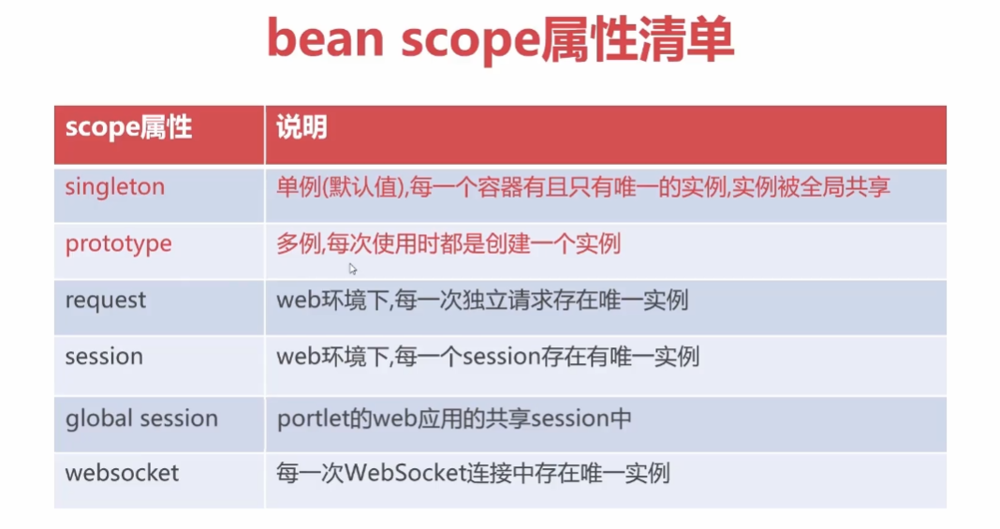 bean scope属性清单
scope属性 说明
singleton 单例(默认值),每一个容器有且只有唯一的实例,实例被全局共享
prototype 多例,每次使用时都是创建一个实例
request web环境下,每一次独立请求存在唯一实例
session web环境下,每一个session存在有唯一实例
global session portlet的web应用的共享session中
websocket 每一次WebSocket连接中存在唯一实例